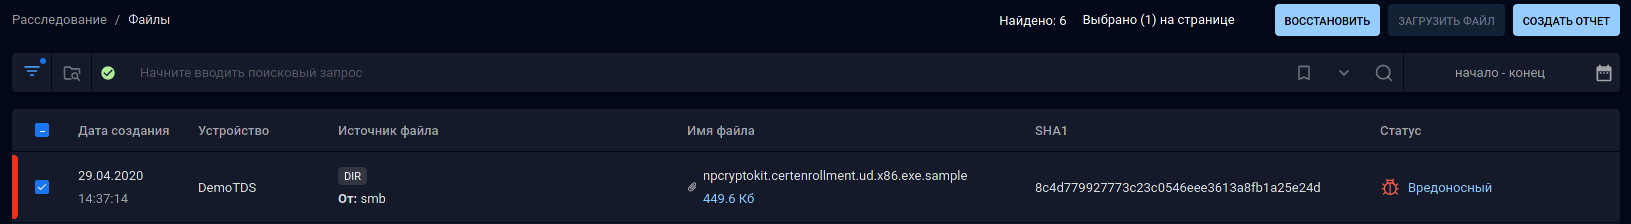 Расследование / Файлы
Найдено: 6 Выбрано (1) на странице ВОССТАНОВИТЬ ЗАГРУЗИТЬ ФАЙЛ СОЗДАТЬ ОТЧЕТ
Начните вводить поисковый запрос начало - конец
Дата создания Устройство Источник файла Имя файла SHA1 Статус
29.04.2020 DIR npcryptokit.certenrollment.ud.x86.exe.sample
DemoTDS 8c4d779927773c23c0546eee3613a8fb1a25e24d Вредоносный
14:37:14 От: smb 449.6 Кб